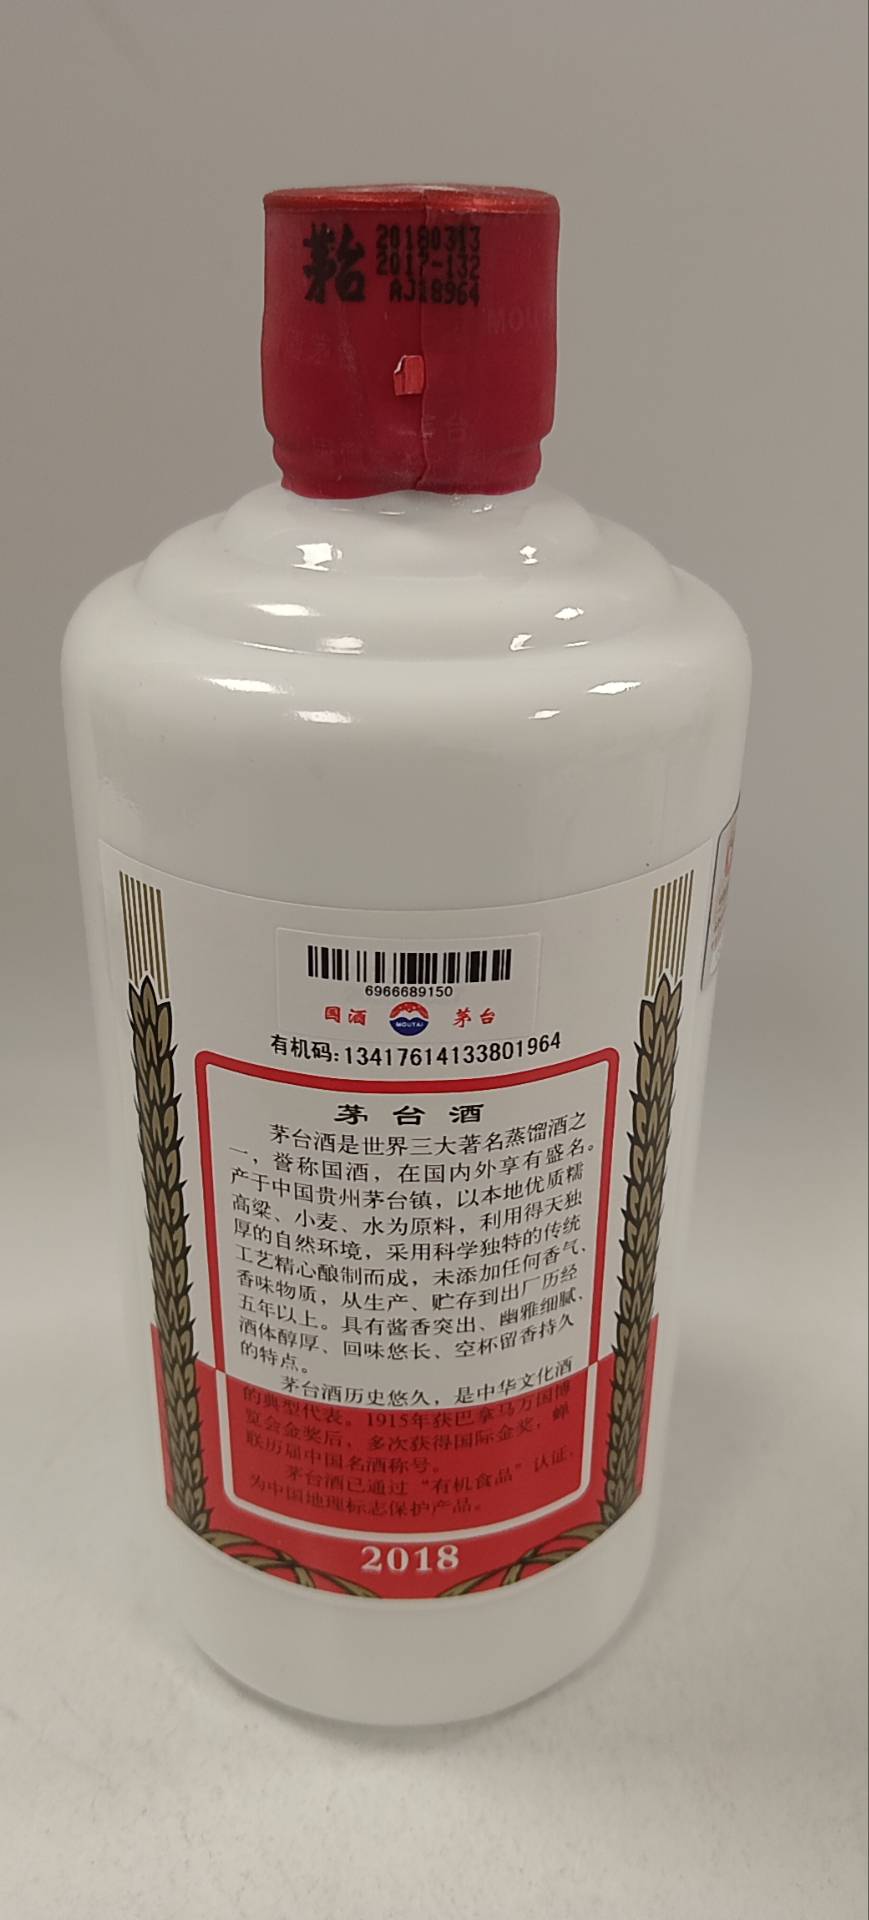 茅台
20180313
2017-132
AJ18964
6966689150
国酒 MOUTAI 茅台
有机码:13417614133801964
茅台酒
茅台酒是世界三大著名蒸馏酒之
一，誉称国酒，在国内外享有盛名。
产于中国贵州茅台镇，以本地优质糯
高粱、小麦、水为原料，利用得天独
厚的自然环境，采用科学独特的传统
工艺精心酿制而成，未添加任何香气、
香味物质，从生产、贮存到出厂历经
五年以上。具有酱香突出、幽雅细腻、
酒体醇厚、回味悠长、空杯留香持久
的特点。
茅台酒历史悠久，是中华文化酒
的典型代表。1915年获巴拿马万国博
览会金奖后，多次获得国际金奖，蝉
联历届中国名酒称号。
茅台酒已通过“有机食品”认证，
为中国地理标志保护产品。
2018